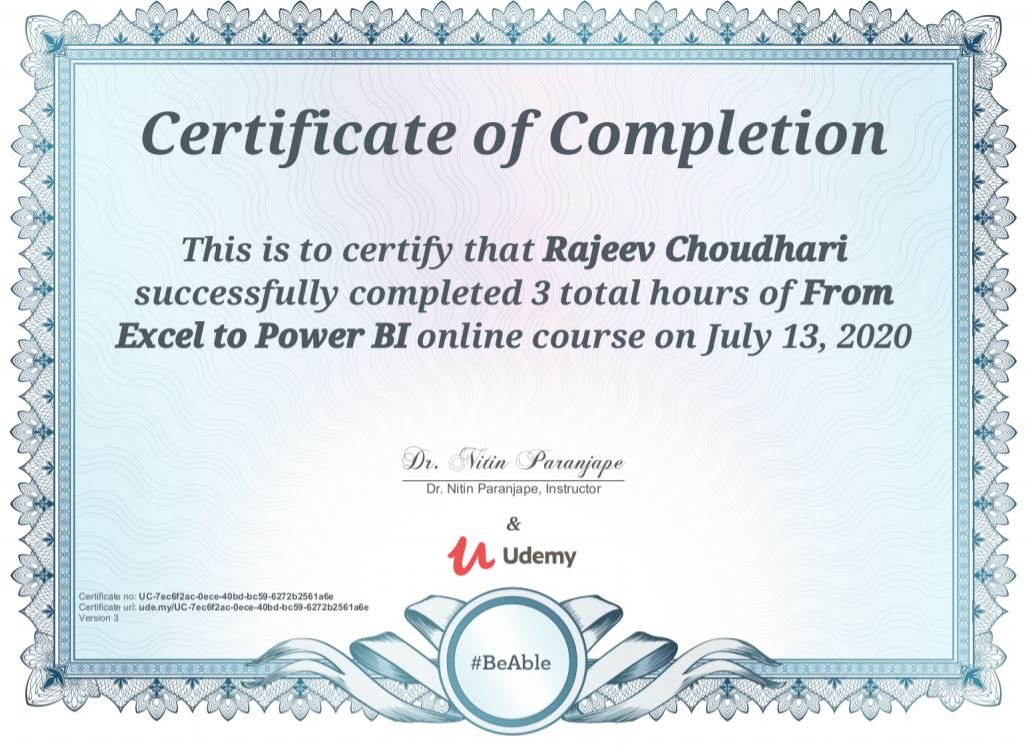 Certificate of Completion
This is to certify that Rajeev Choudhari
successfully completed 3 total hours of From
Excel to Power BI online course on July 13, 2020
Dr. Nitin Paranjape
Dr. Nitin Paranjape, Instructor
&
Udemy
Certificate no: UC-7ec6f2ac-0ece-40bd-bc59-6272b2561a6e
Certificate url: ude.my/UC-7ec6f2ac-0ece-40bd-bc59-6272b2561a6e
Version 3
#BeAble